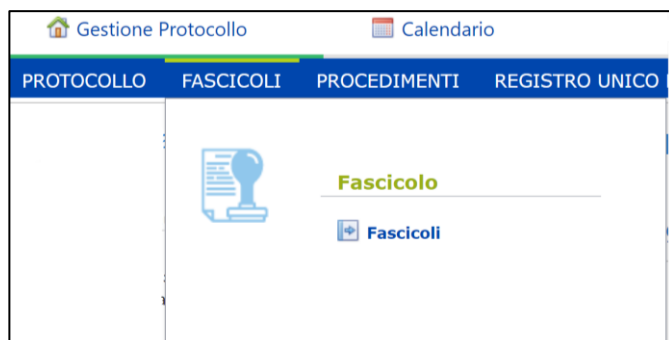 Gestione Protocollo Calendario
PROTOCOLLO FASCICOLI PROCEDIMENTI REGISTRO UNICO
Fascicolo
Fascicoli